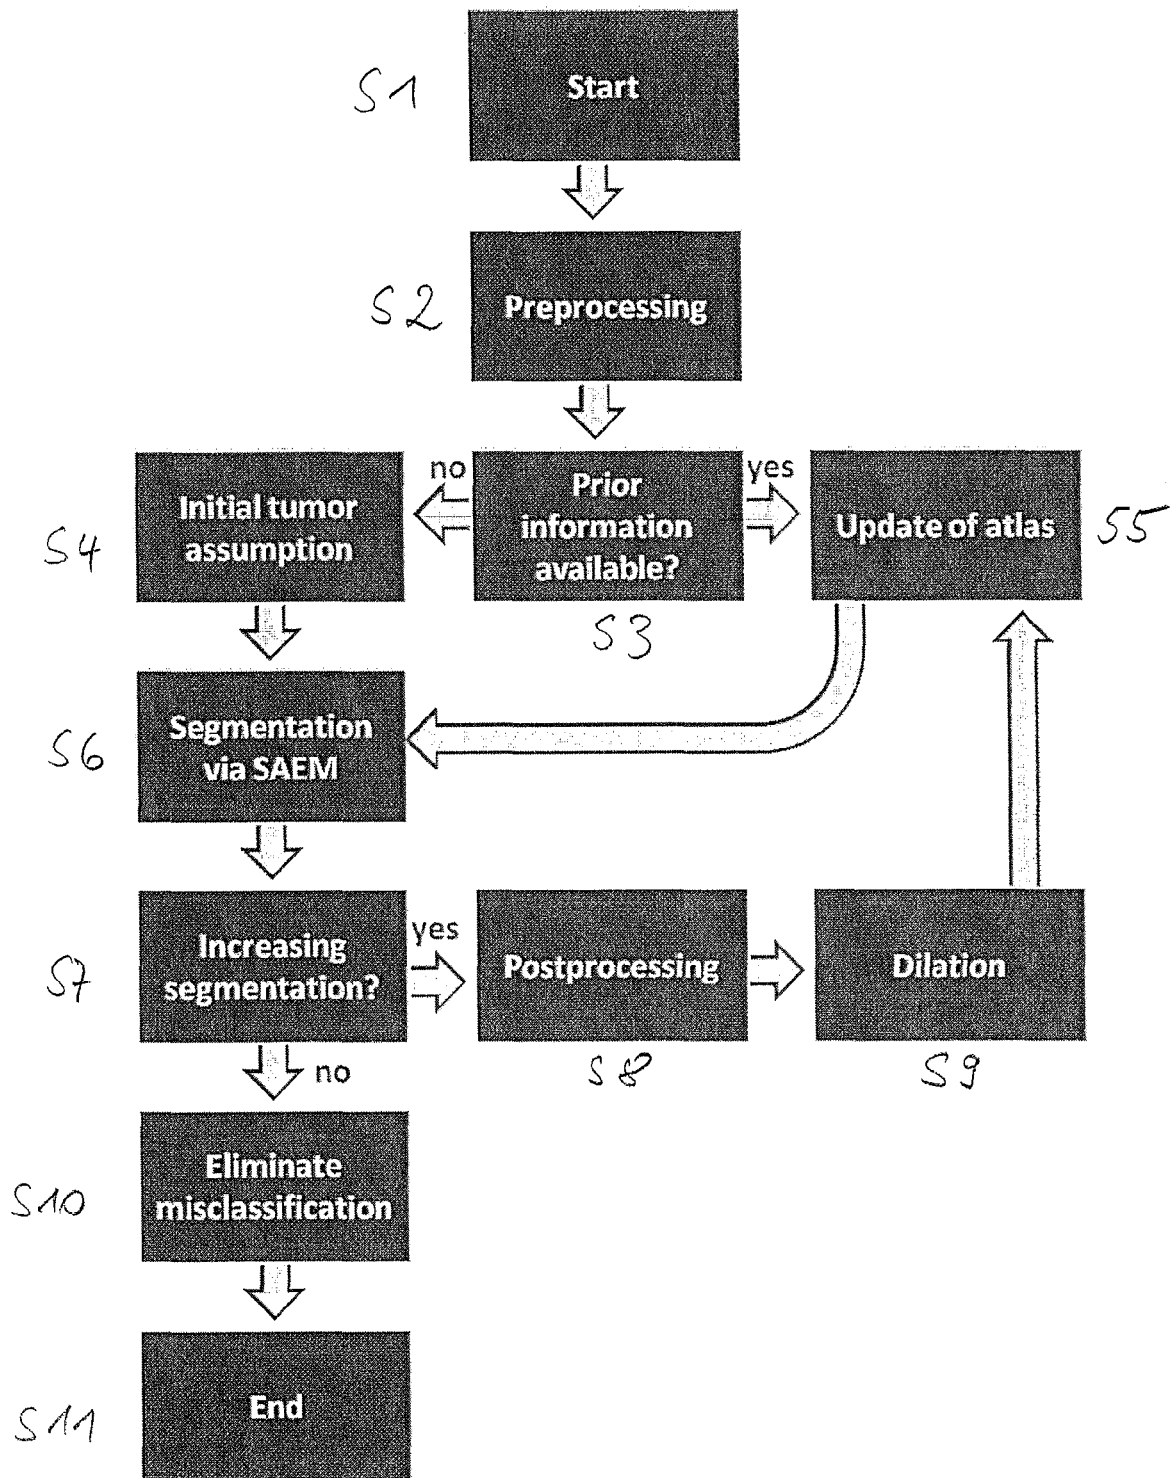 S1
Start
S2
Preprocessing
no
yes
Initial tumor
assumption
Prior
information
available?
Update of atlas
S4
S3
S5
Segmentation
via SAEM
S6
Increasing
segmentation?
yes
Postprocessing
Dilation
S7
S8
S9
no
Eliminate
misclassification
S10
End
S11